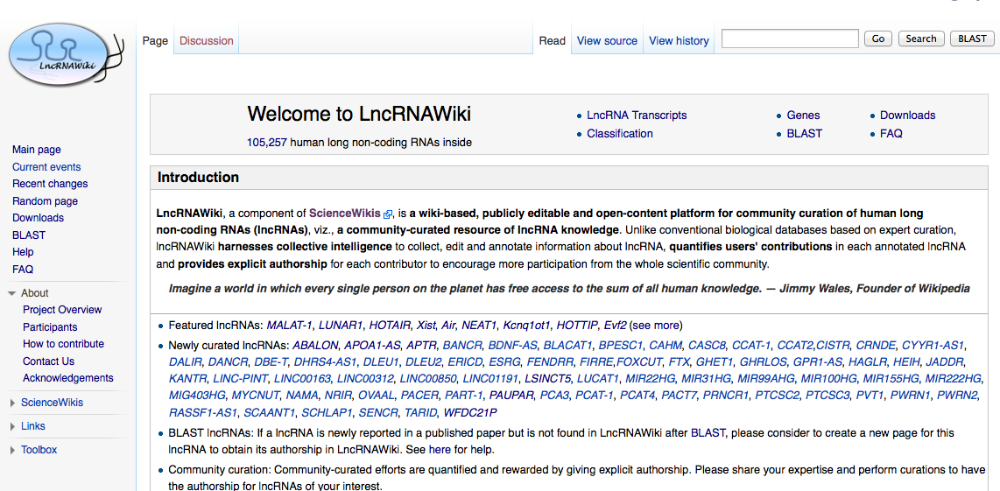 LncRNAWiki
Page
Discussion
Read
View source
View history
Go
Search
BLAST
Welcome to LncRNAWiki
105,257 human long non-coding RNAs inside
LncRNA Transcripts
Classification
Genes
BLAST
Downloads
FAQ
Main page
Current events
Recent changes
Random page
Downloads
BLAST
Help
FAQ
About
Project Overview
Participants
How to contribute
Contact Us
Acknowledgements
ScienceWikis
Links
Toolbox
Introduction
LncRNAWiki, a component of ScienceWikis, is a wiki-based, publicly editable and open-content platform for community curation of human long
non-coding RNAs (lncRNAs), viz., a community-curated resource of lncRNA knowledge. Unlike conventional biological databases based on expert curation,
lncRNAWiki harnesses collective intelligence to collect, edit and annotate information about lncRNA, quantifies users' contributions in each annotated lncRNA
and provides explicit authorship for each contributor to encourage more participation from the whole scientific community.
Imagine a world in which every single person on the planet has free access to the sum of all human knowledge. — Jimmy Wales, Founder of Wikipedia
Featured lncRNAs: MALAT-1, LUNAR1, HOTAIR, Xist, Air, NEAT1, Kcnq1ot1, HOTTIP, Evf2 (see more)
Newly curated lncRNAs: ABALON, APOA1-AS, APTR, BANCR, BDNF-AS, BLACAT1, BPESC1, CAHM, CASC8, CCAT-1, CCAT2,CISTR, CRNDE, CYYR1-AS1,
DALIR, DANCR, DBE-T, DHRS4-AS1, DLEU1, DLEU2, ERICD, ESRG, FENDRR, FIRRE,FOXCUT, FTX, GHET1, GHRLOS, GPR1-AS, HAGLR, HEIH, JADDR,
KANTR, LINC-PINT, LINC00163, LINC00312, LINC00850, LINC01191, LSINCT5, LUCAT1, MIR22HG, MIR31HG, MIR99AHG, MIR100HG, MIR155HG, MIR222HG,
MIG403HG, MYCNUT, NAMA, NRIR, OVAAL, PACER, PART-1, PAUPAR, PCA3, PCAT-1, PCAT4, PACT7, PRNCR1, PTCSC2, PTCSC3, PVT1, PWRN1, PWRN2,
RASSF1-AS1, SCAANT1, SCHLAP1, SENCR, TARID, WFDC21P
BLAST lncRNAs: If a lncRNA is newly reported in a published paper but is not found in LncRNAWiki after BLAST, please consider to create a new page for this
lncRNA to obtain its authorship in LncRNAWiki. See here for help.
Community curation: Community-curated efforts are quantified and rewarded by giving explicit authorship. Please share your expertise and perform curations to have
the authorship for lncRNAs of your interest.